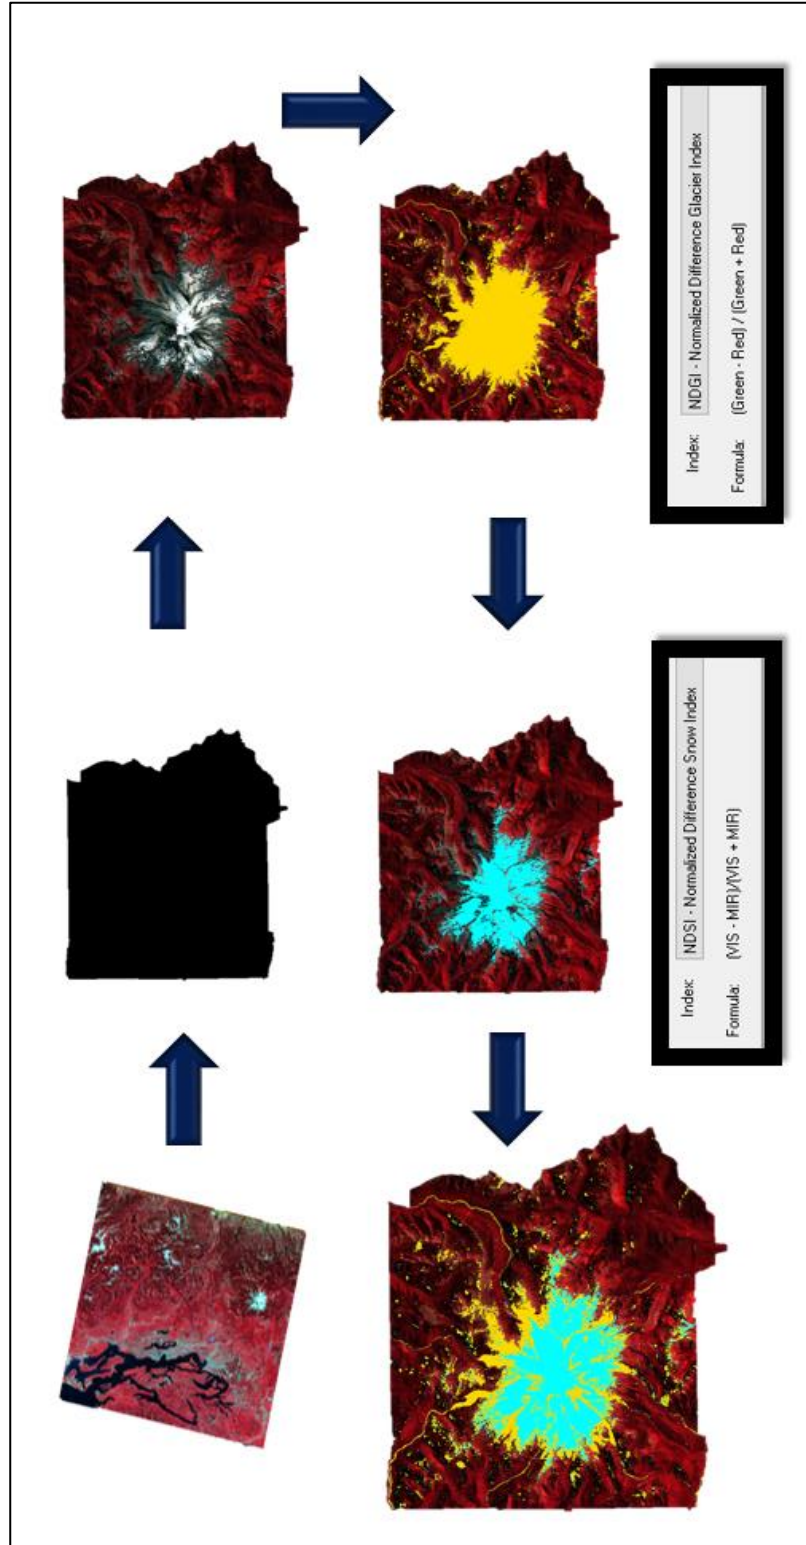 Index: NDGI - Normalized Difference Glacier Index
Formula: (Green - Red) / (Green + Red)
Index: NDSI - Normalized Difference Snow Index
Formula: (VIS - MIR)/(VIS + MIR)